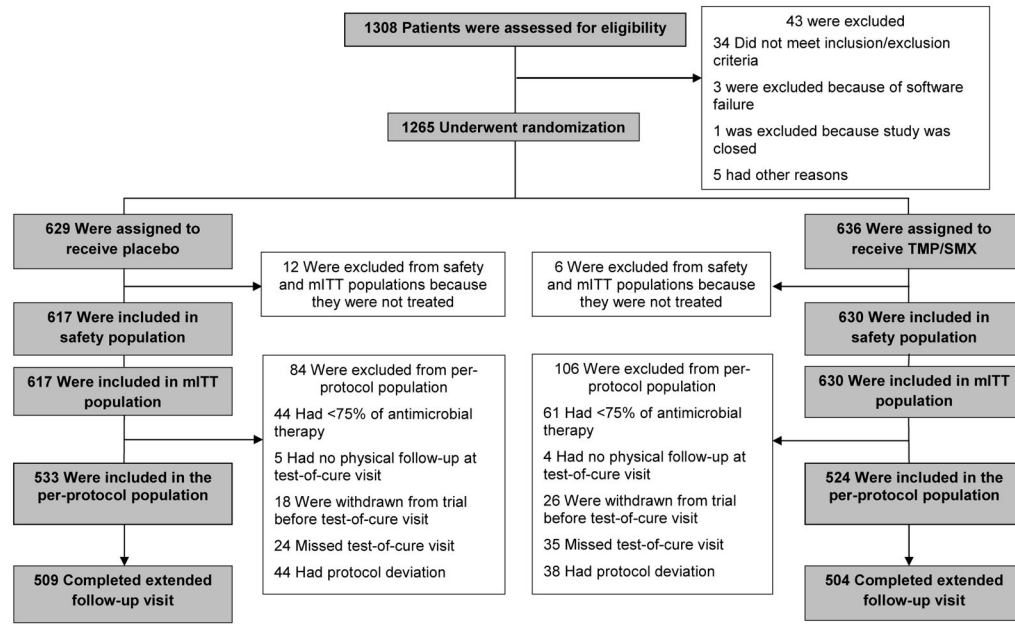 1308 Patients were assessed for eligibility
43 were excluded
34 Did not meet inclusion/exclusion
criteria
3 were excluded because of software
failure
1 was excluded because study was
closed
5 had other reasons
1265 Underwent randomization
629 Were assigned to
receive placebo
636 Were assigned to
receive TMP/SMX
12 Were excluded from safety
and mITT populations because
they were not treated
6 Were excluded from safety
and mITT populations because
they were not treated
617 Were included in
safety population
630 Were included in
safety population
617 Were included in mITT
population
630 Were included in mITT
population
84 Were excluded from per-
protocol population
44 Had <75% of antimicrobial
therapy
5 Had no physical follow-up at
test-of-cure visit
18 Were withdrawn from trial
before test-of-cure visit
24 Missed test-of-cure visit
44 Had protocol deviation
106 Were excluded from per-
protocol population
61 Had <75% of antimicrobial
therapy
4 Had no physical follow-up at
test-of-cure visit
26 Were withdrawn from trial
before test-of-cure visit
35 Missed test-of-cure visit
38 Had protocol deviation
533 Were included in the
per-protocol population
524 Were included in the
per-protocol population
509 Completed extended
follow-up visit
504 Completed extended
follow-up visit